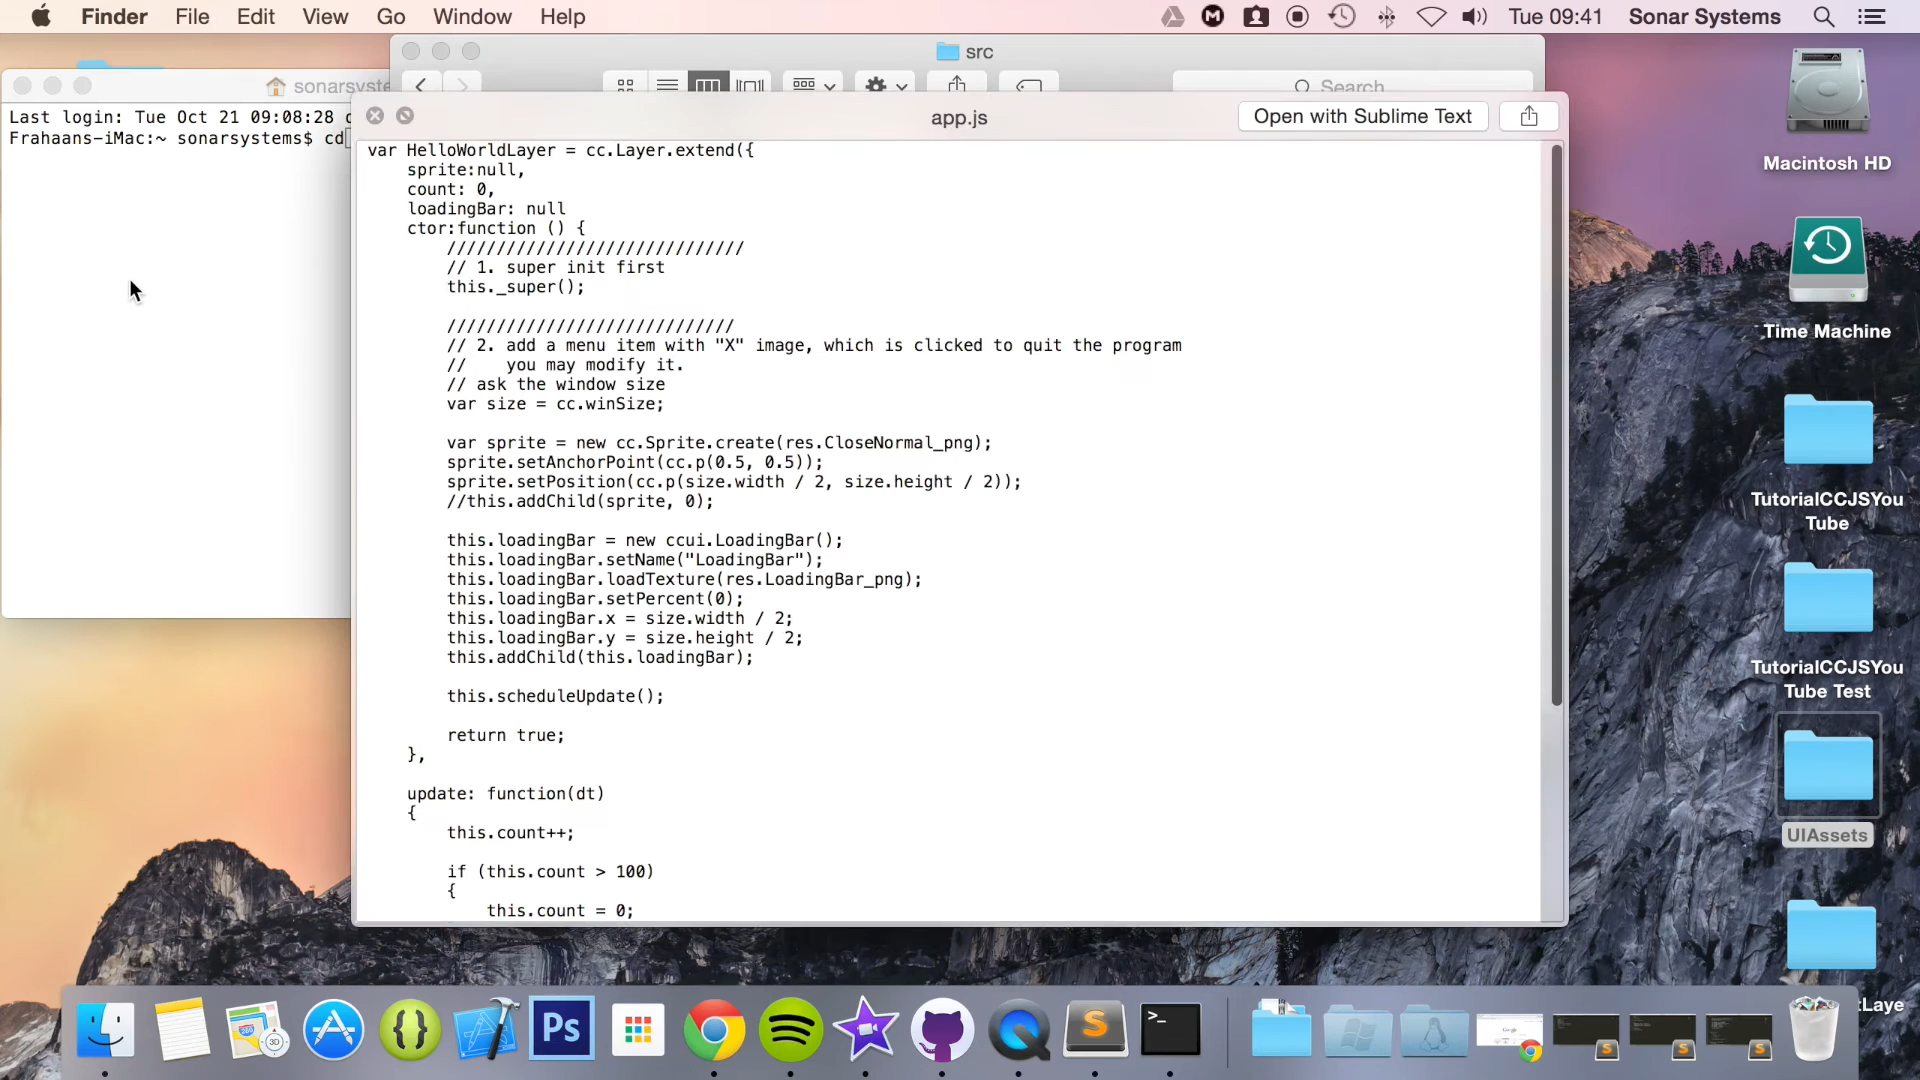 Finder File Edit View Go Window Help Tue 09:41 Sonar Systems
src
sonarsyste
Search
Last login: Tue Oct 21 09:08:28
Frahaans-iMac:~ sonarsystems$ cd
app.js
Open with Sublime Text
var HelloWorldLayer = cc.Layer.extend({
sprite:null,
count: 0,
loadingBar: null
ctor:function () {
//////////////////////////////
// 1. super init first
this._super();
/////////////////////////////
// 2. add a menu item with "X" image, which is clicked to quit the program
// you may modify it.
// ask the window size
var size = cc.winSize;
var sprite = new cc.Sprite.create(res.CloseNormal_png);
sprite.setAnchorPoint(cc.p(0.5, 0.5));
sprite.setPosition(cc.p(size.width / 2, size.height / 2));
//this.addChild(sprite, 0);
this.loadingBar = new ccui.LoadingBar();
this.loadingBar.setName("LoadingBar");
this.loadingBar.loadTexture(res.LoadingBar_png);
this.loadingBar.setPercent(0);
this.loadingBar.x = size.width / 2;
this.loadingBar.y = size.height / 2;
this.addChild(this.loadingBar);
this.scheduleUpdate();
return true;
},
update: function(dt)
{
this.count++;
if (this.count > 100)
{
this.count = 0;
Macintosh HD
Time Machine
TutorialCCJSYou
Tube
TutorialCCJSYou
Tube Test
UIAssets
tLaye
Ps